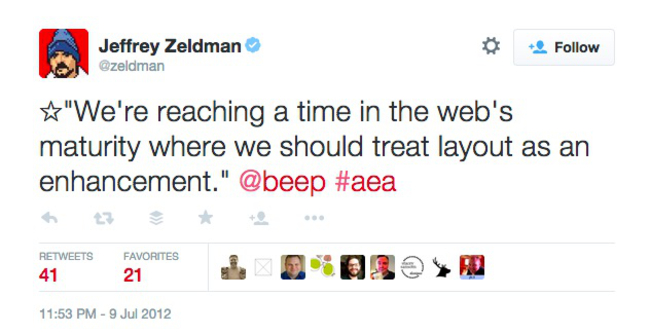 Jeffrey Zeldman
@zeldman
Follow
☆"We're reaching a time in the web's
maturity where we should treat layout as an
enhancement." @beep #aea
RETWEETS FAVORITES
41 21
11:53 PM - 9 Jul 2012